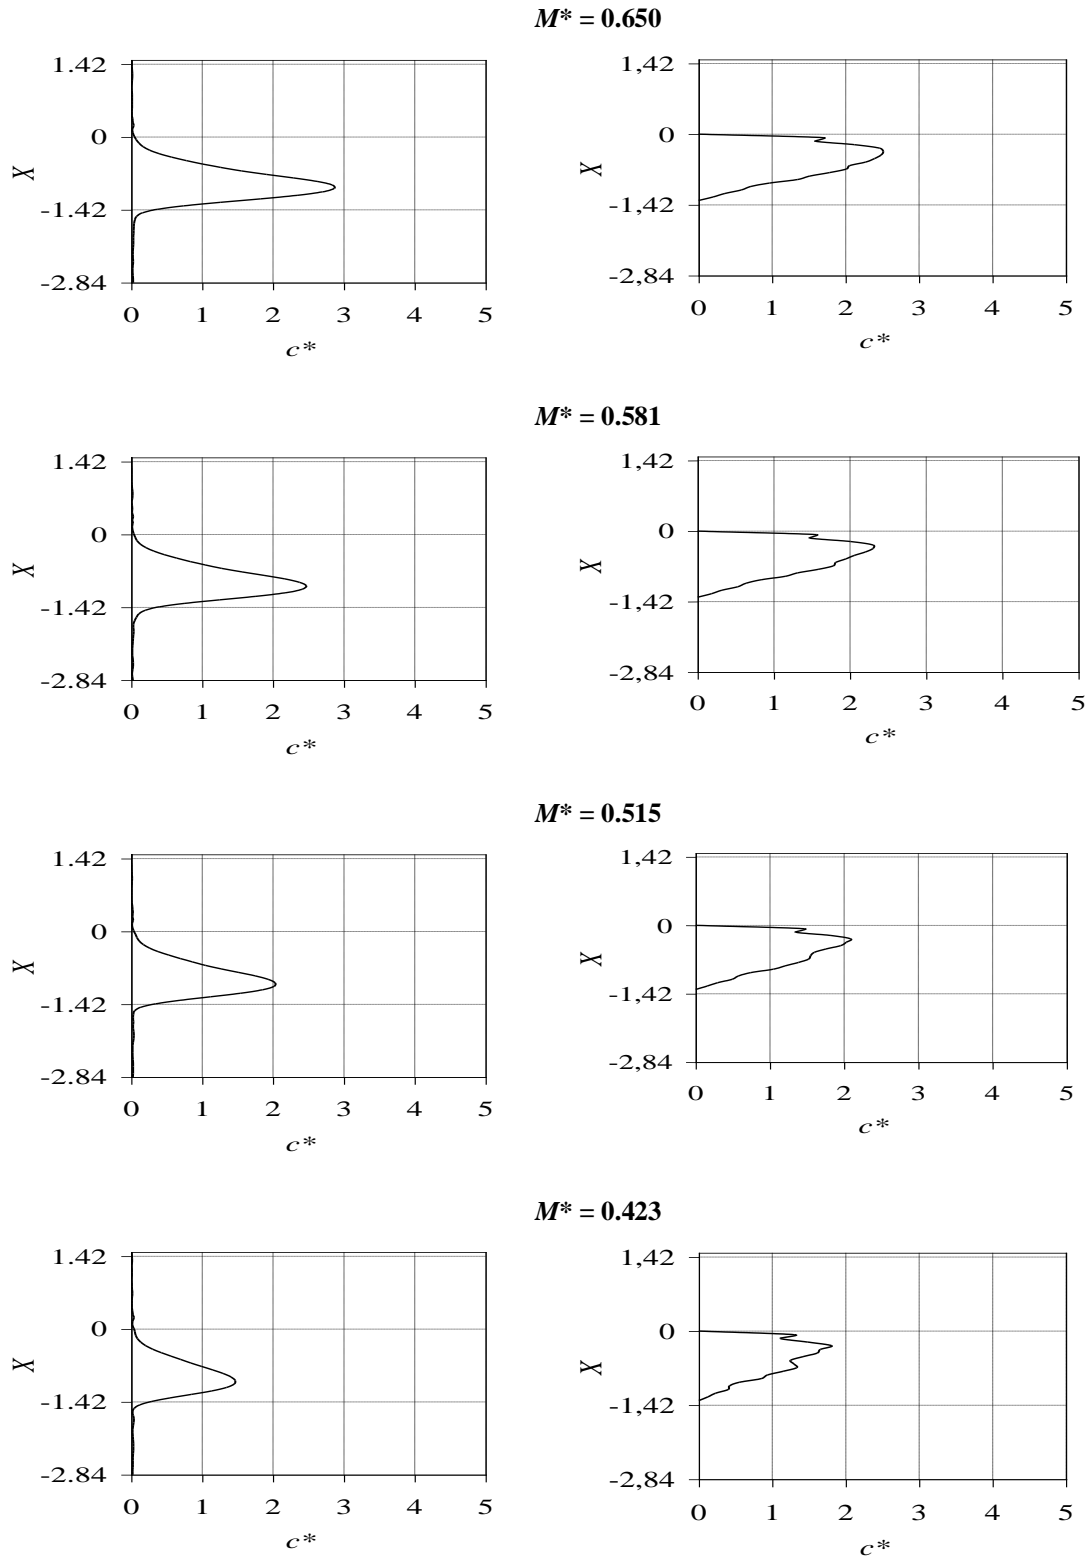 M* = 0.650
1.42
0
-1.42
-2.84
X
0 1 2 3 4 5
c*
1,42
0
-1,42
-2,84
X
0 1 2 3 4 5
c*
M* = 0.581
1.42
0
-1.42
-2.84
X
0 1 2 3 4 5
c*
1,42
0
-1,42
-2,84
X
0 1 2 3 4 5
c*
M* = 0.515
1.42
0
-1.42
-2.84
X
0 1 2 3 4 5
c*
1,42
0
-1,42
-2,84
X
0 1 2 3 4 5
c*
M* = 0.423
1.42
0
-1.42
-2.84
X
0 1 2 3 4 5
c*
1,42
0
-1,42
-2,84
X
0 1 2 3 4 5
c*